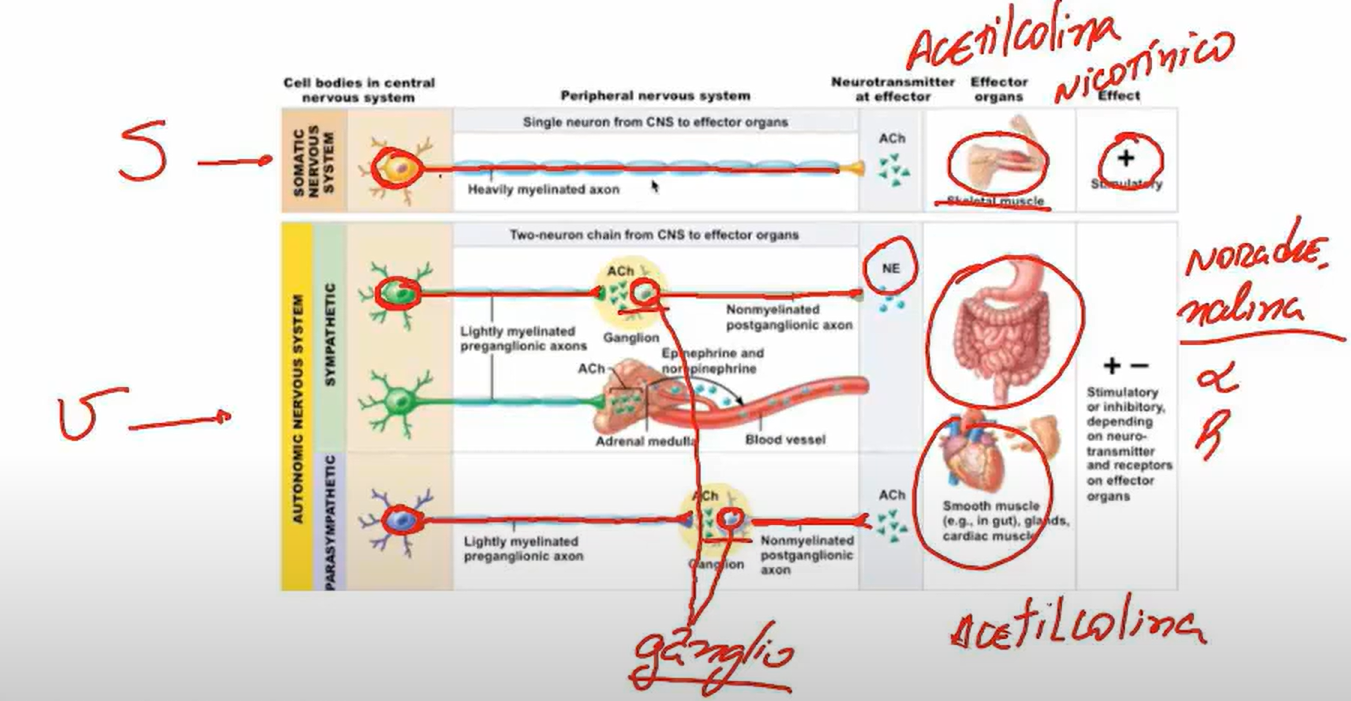 ACEtilcolina
NICOTÍNICO
Cell bodies in central
nervous system
Peripheral nervous system
Neurotransmitter
at effector
Effector
organs
Effect
S
SOMATIC
NERVOUS
SYSTEM
Single neuron from CNS to effector organs
Heavily myelinated axon
ACh
Skeletal muscle
+
Stimulatory
AUTONOMIC NERVOUS SYSTEM
SYMPATHETIC
Two-neuron chain from CNS to effector organs
ACh
NE
Lightly myelinated
preganglionic axons
Ganglion
Nonmyelinated
postganglionic axon
Epinephrine and
norepinephrine
ACh
Adrenal medulla
Blood vessel
+ −
Stimulatory
or inhibitory,
depending
on neuro-
transmitter
and receptors
on effector
organs
NORadRE-
nalina
α
β
PARASYMPATHETIC
ACh
Lightly myelinated
preganglionic axon
Ganglion
Nonmyelinated
postganglionic
axon
ACh
Smooth muscle
(e.g., in gut), glands,
cardiac muscle
gânglio
ACEtilcolina